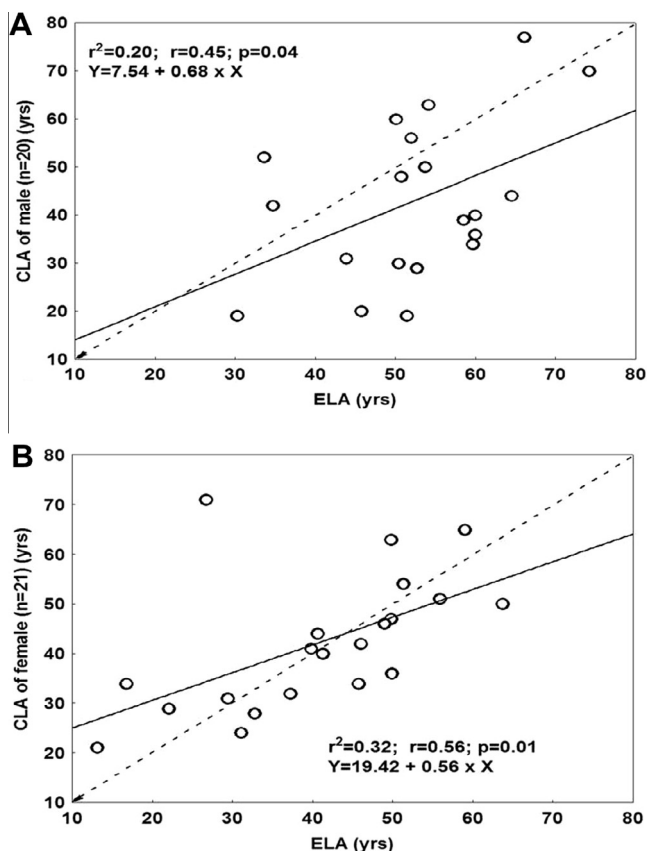 A
80
70
60
50
40
30
20
10
CLA of male (n=20) (yrs)
r²=0.20; r=0.45; p=0.04
Y=7.54 + 0.68 x X
10 20 30 40 50 60 70 80
ELA (yrs)
B
80
70
60
50
40
30
20
10
CLA of female (n=21) (yrs)
r²=0.32; r=0.56; p=0.01
Y=19.42 + 0.56 x X
10 20 30 40 50 60 70 80
ELA (yrs)